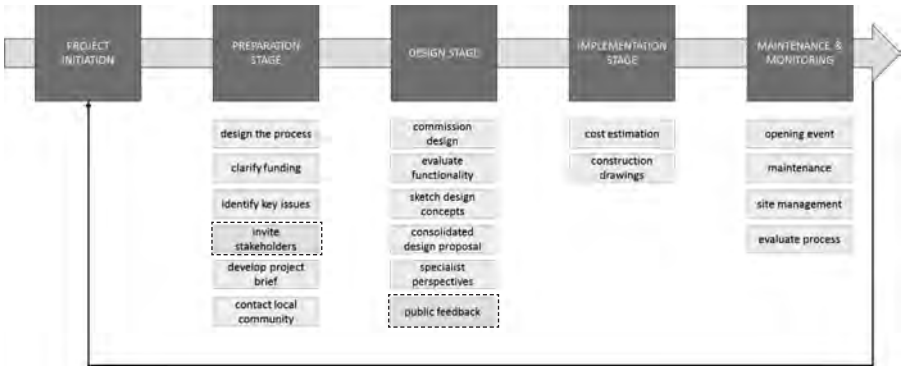 PROJECT
INITIATION
PREPARATION
STAGE
DESIGN STAGE
IMPLEMENTATION
STAGE
MAINTENANCE &
MONITORING
design the process
clarify funding
identify key issues
invite
stakeholders
develop project
brief
contact local
community
commission
design
evaluate
functionality
sketch design
concepts
consolidated
design proposal
specialist
perspectives
public feedback
cost estimation
construction
drawings
opening event
maintenance
site management
evaluate process